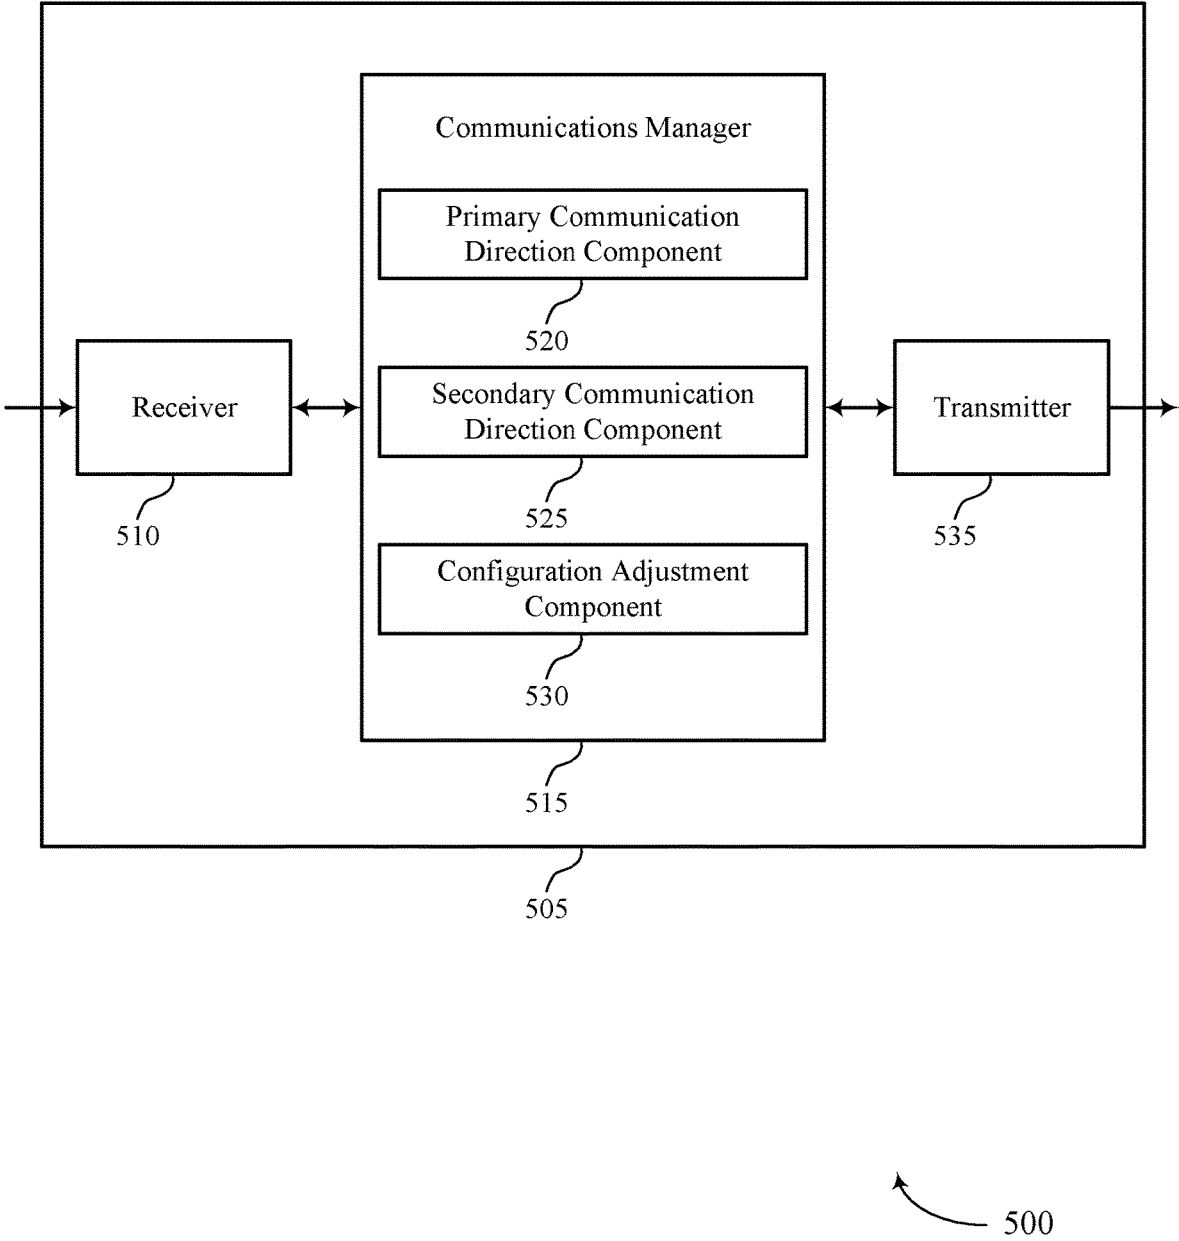 Communications Manager
Primary Communication
Direction Component
520
Receiver
510
Secondary Communication
Direction Component
525
Transmitter
535
Configuration Adjustment
Component
530
515
505
500